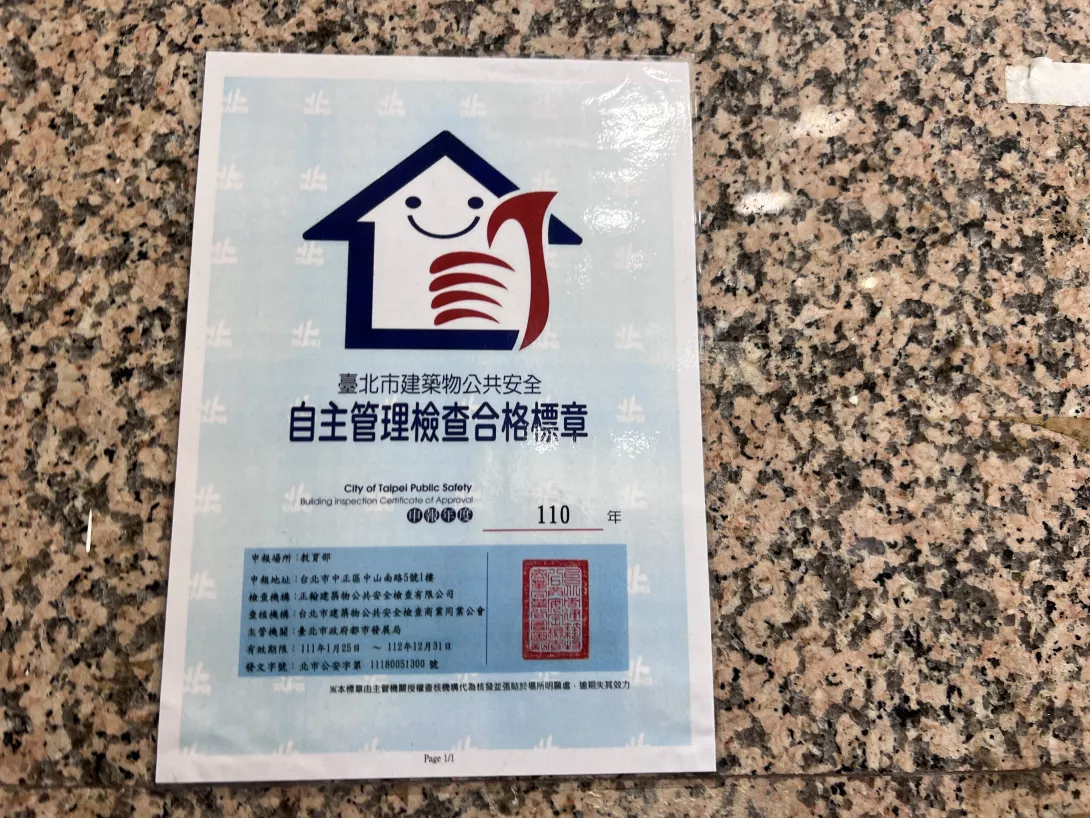 臺北市建築物公共安全
自主管理檢查合格標章
City of Taipei Public Safety
Building Inspection Certificate of Approval
申報年度 110 年
申報場所：教育部
申報地址：台北市中正區中山南路5號1樓
檢查機構：正翰建築物公共安全檢查有限公司
查核機構：台北市建築物公共安全檢查商業同業公會
主管機關：臺北市政府都市發展局
有效期限：111年1月25日 ～ 112年12月31日
發文字號：北市公安字第 11180051300 號
※本標章由主管機關授權查核機構代為核發並張貼於場所明顯處，逾期失其效力
Page 1/1